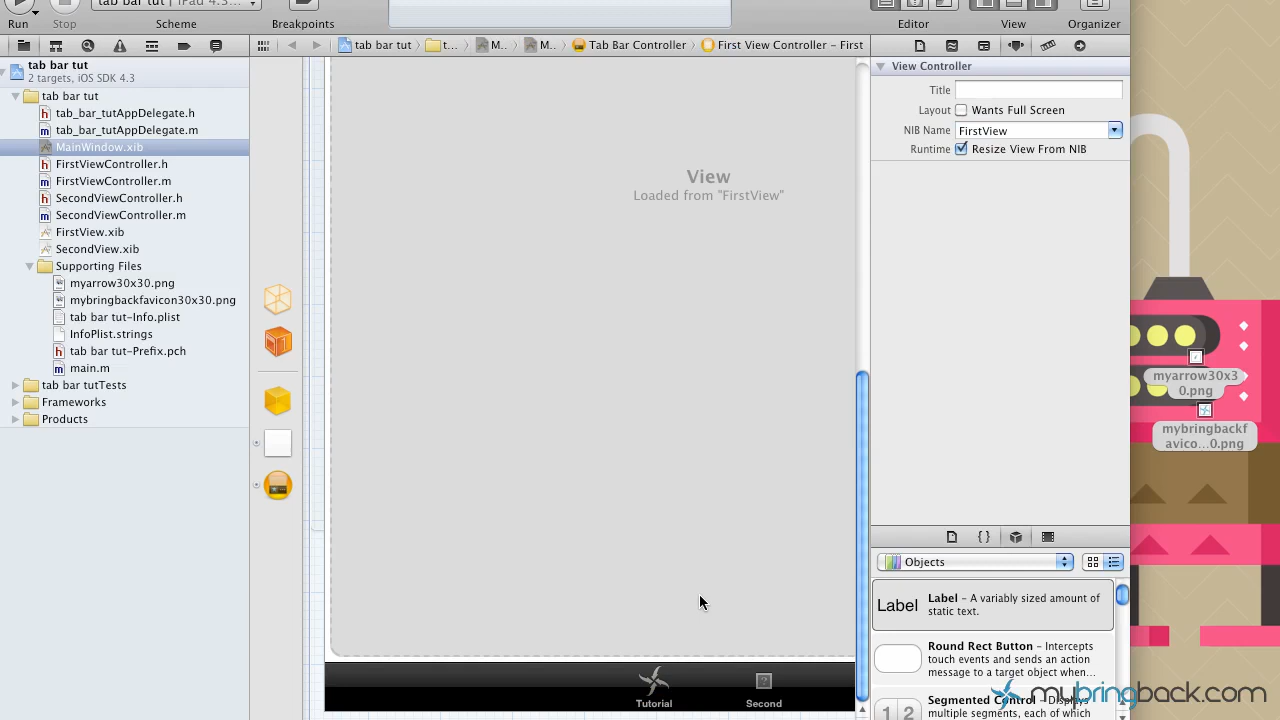 tab bar tut | iPad 4.3...
Run
Stop
Scheme
Breakpoints
Editor
View
Organizer
tab bar tut
t...
M..
M..
Tab Bar Controller
First View Controller – First
tab bar tut
2 targets, iOS SDK 4.3
tab bar tut
tab_bar_tutAppDelegate.h
tab_bar_tutAppDelegate.m
MainWindow.xib
FirstViewController.h
FirstViewController.m
SecondViewController.h
SecondViewController.m
FirstView.xib
SecondView.xib
Supporting Files
myarrow30x30.png
mybringbackfavicon30x30.png
tab bar tut-Info.plist
InfoPlist.strings
tab bar tut-Prefix.pch
main.m
tab bar tutTests
Frameworks
Products
View
Loaded from "FirstView"
Tutorial
Second
View Controller
Title
Layout Wants Full Screen
NIB Name FirstView
Runtime Resize View From NIB
{ }
Objects
Label
Label – A variably sized amount of
static text.
Round Rect Button – Intercepts
touch events and sends an action
message to a target object whe
1 2
Segmented Control –
multiple segments, each of which
myarrow30x3
0.png
mybringbackf
avico...0.png
mybringback.com